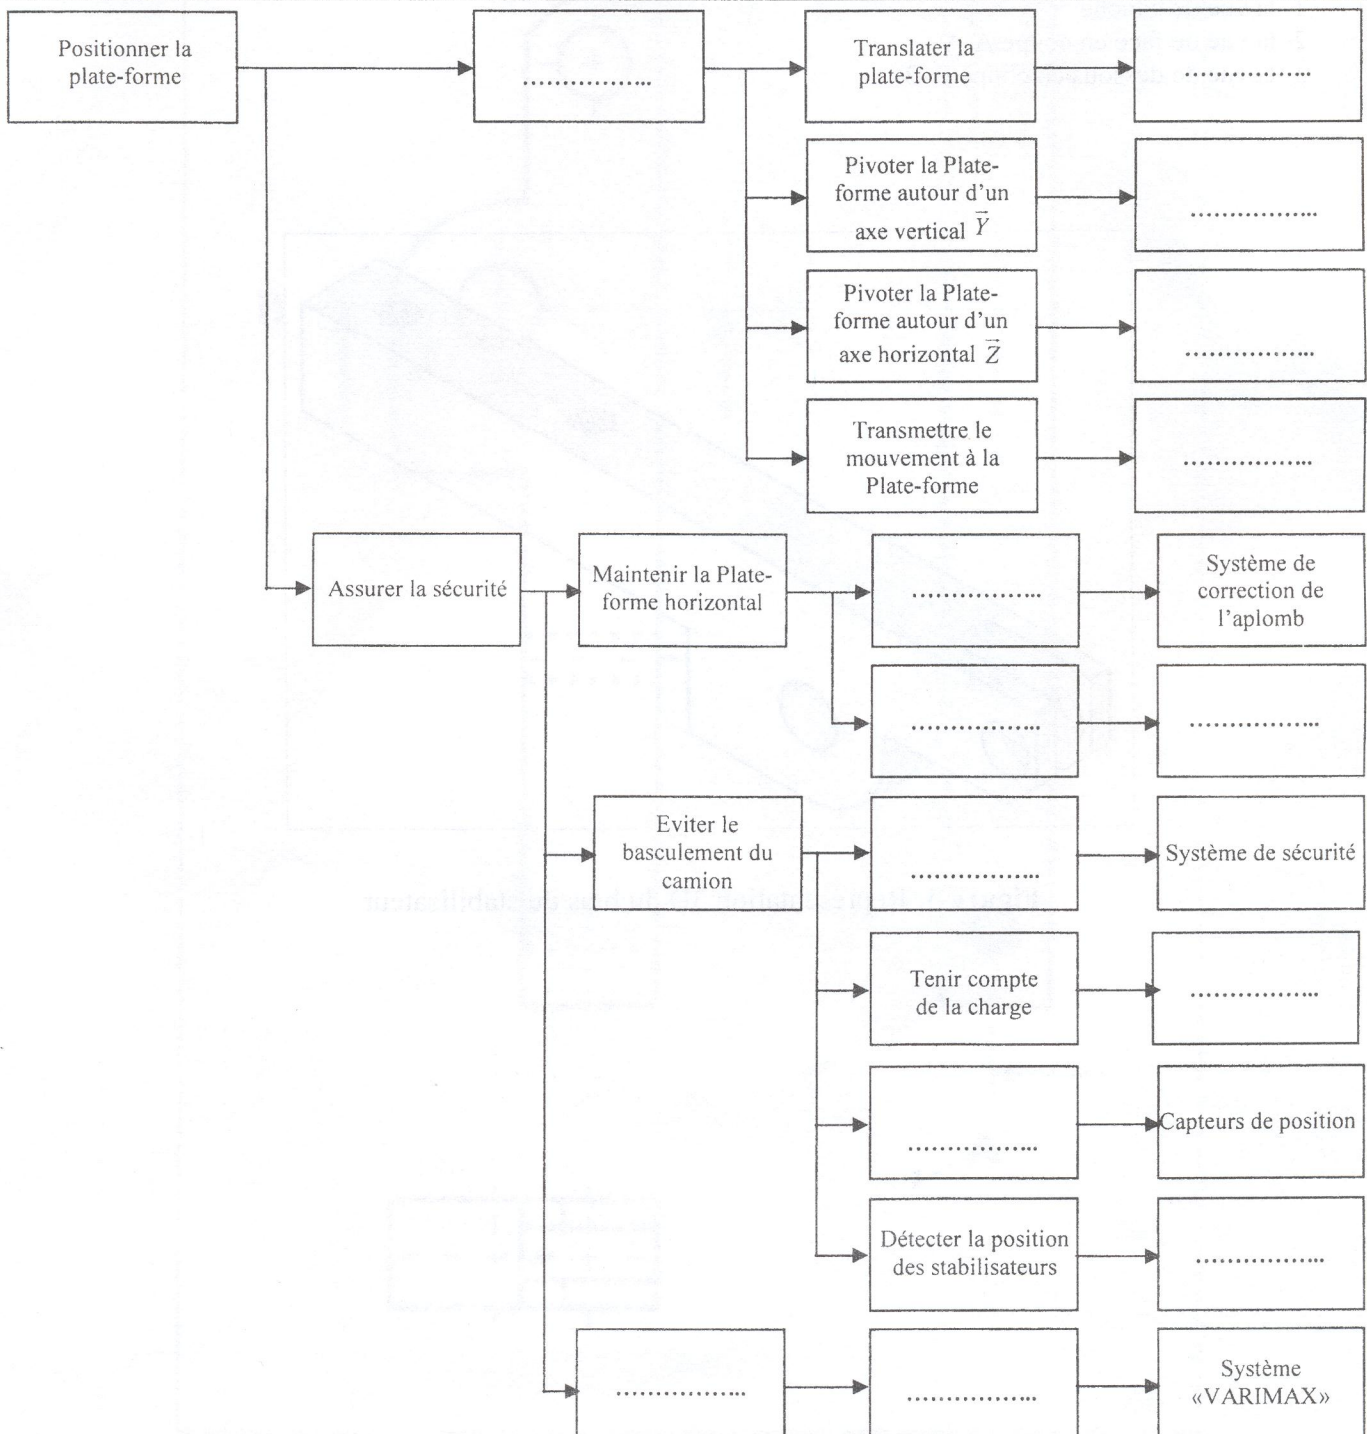 Positionner la
plate-forme
................
Translater la
plate-forme
................
Pivoter la Plate-
forme autour d'un
axe vertical Y⃗
................
Pivoter la Plate-
forme autour d'un
axe horizontal Z⃗
................
Transmettre le
mouvement à la
Plate-forme
................
Assurer la sécurité
Maintenir la Plate-
forme horizontal
................
Système de
correction de
l'aplomb
................
................
Eviter le
basculement du
camion
................
Système de sécurité
Tenir compte
de la charge
................
................
Capteurs de position
Détecter la position
des stabilisateurs
................
................
................
Système
«VARIMAX»